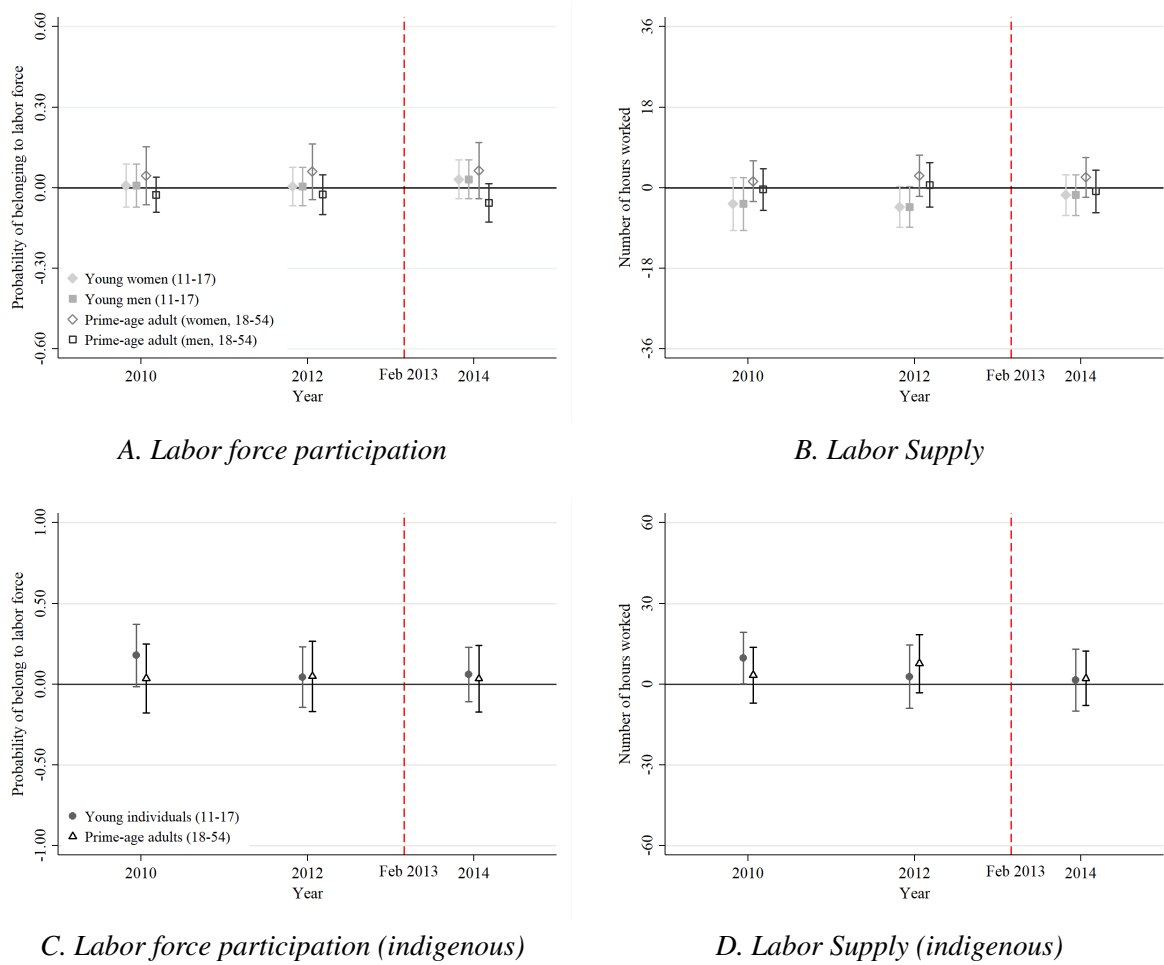 0.60
0.30
0.00
-0.30
-0.60
Probability of belonging to labor force
Young women (11-17)
Young men (11-17)
Prime-age adult (women, 18-54)
Prime-age adult (men, 18-54)
2010
2012
Feb 2013
2014
Year
A. Labor force participation
36
18
0
-18
-36
Number of hours worked
2010
2012
Feb 2013
2014
Year
B. Labor Supply
1.00
0.50
0.00
-0.50
-1.00
Probability of belong to labor force
Young individuals (11-17)
Prime-age adults (18-54)
2010
2012
Feb 2013
2014
Year
C. Labor force participation (indigenous)
60
30
0
-30
-60
Number of hours worked
2010
2012
Feb 2013
2014
Year
D. Labor Supply (indigenous)